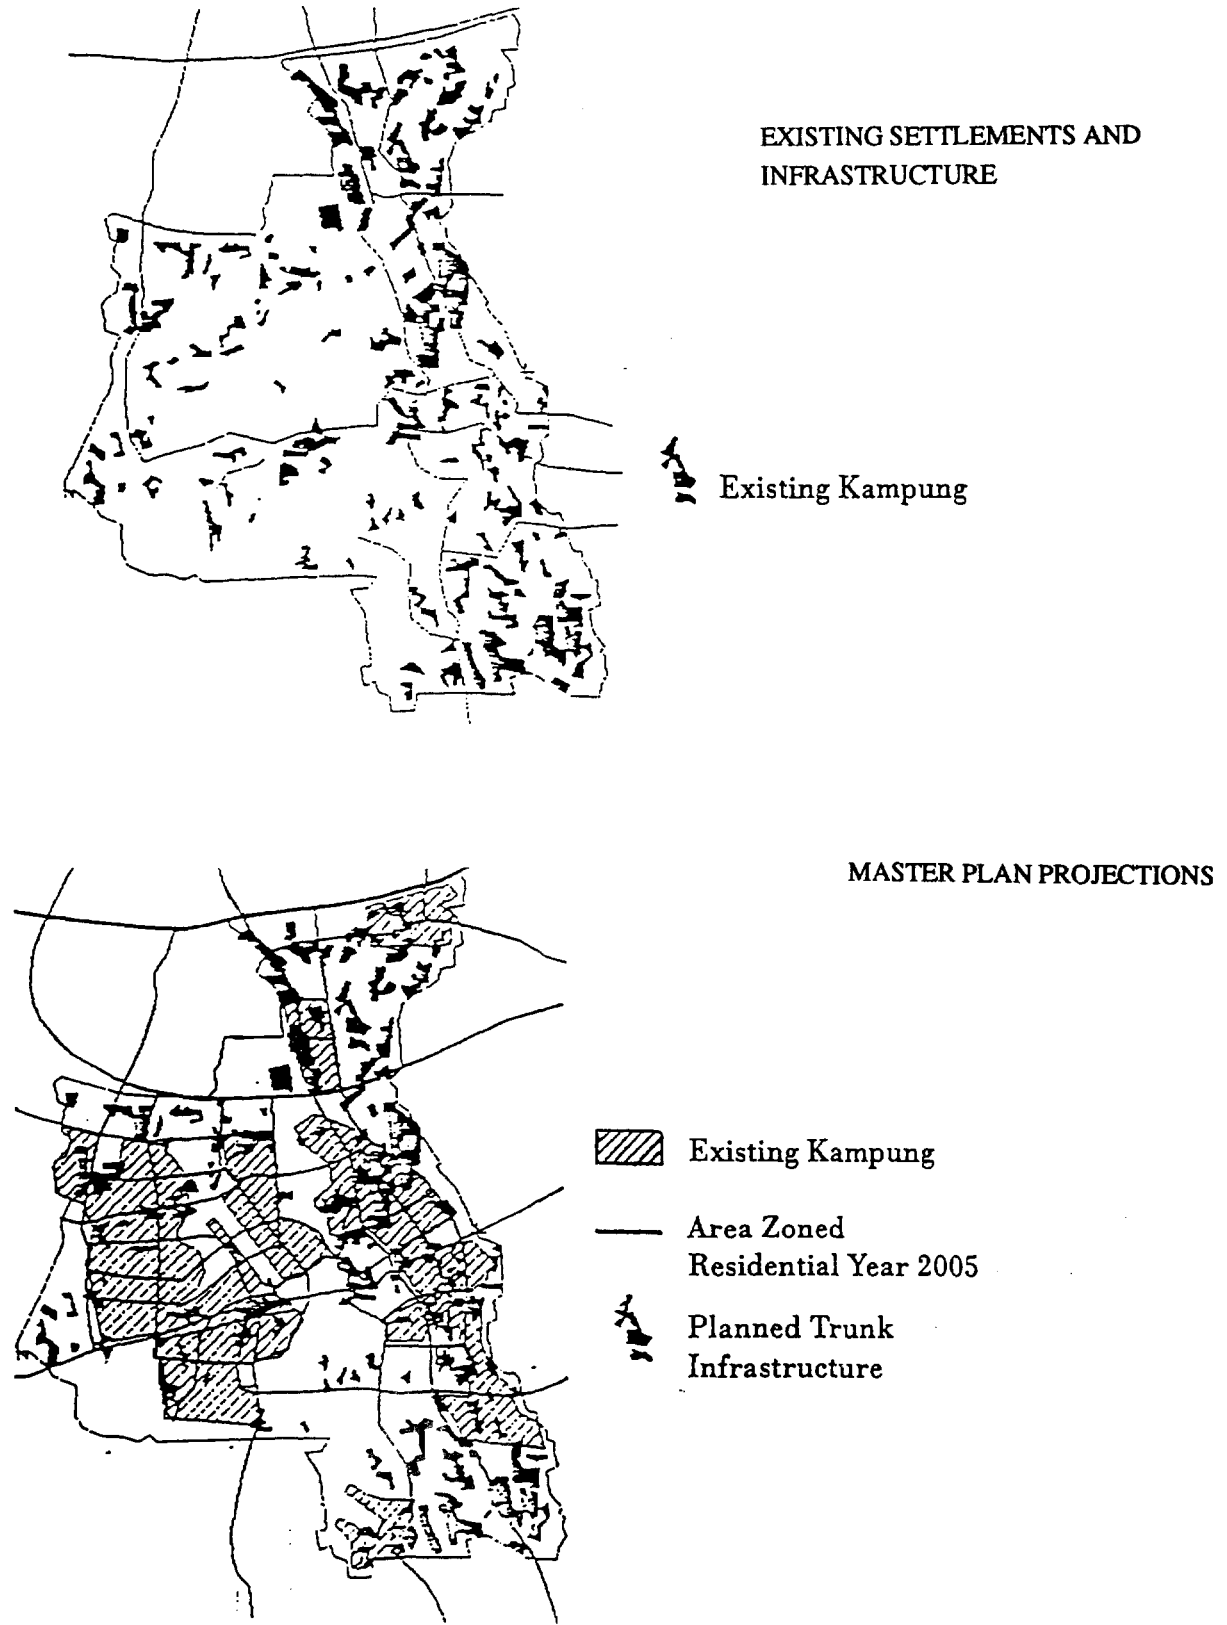 EXISTING SETTLEMENTS AND
INFRASTRUCTURE
Existing Kampung
MASTER PLAN PROJECTIONS
Existing Kampung
Area Zoned
Residential Year 2005
Planned Trunk
Infrastructure